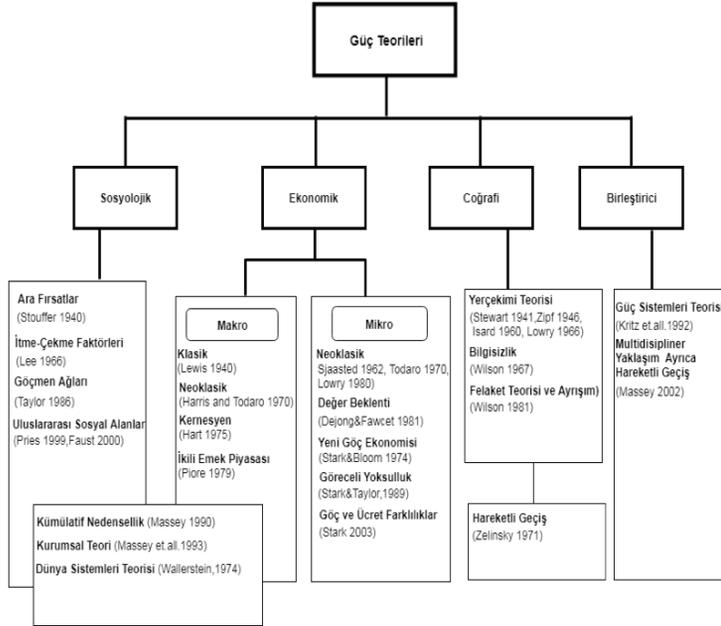 Güç Teorileri
Sosyolojik
Ekonomik
Coğrafi
Birleştirici
Ara Fırsatlar
(Stouffer 1940)
İtme-Çekme Faktörleri
(Lee 1966)
Göçmen Ağları
(Taylor 1986)
Uluslararası Sosyal Alanlar
(Pries 1999,Faust 2000)
Makro
Klasik
(Lewis 1940)
Neoklasik
(Harris and Todaro 1970)
Kernesyen
(Hart 1975)
İkili Emek Piyasası
(Piore 1979)
Kümülatif Nedensellik (Massey 1990)
Kurumsal Teori (Massey et.all.1993)
Dünya Sistemleri Teorisi (Wallerstein,1974)
Mikro
Neoklasik
Sjaasted 1962, Todaro 1970,
Lowry 1980)
Değer Beklenti
(Dejong&Fawcet 1981)
Yeni Göç Ekonomisi
(Stark&Bloom 1974)
Göreceli Yoksulluk
(Stark&Taylor,1989)
Göç ve Ücret Farklılıklar
(Stark 2003)
Yerçekimi Teorisi
(Stewart 1941,Zipf 1946,
Isard 1960, Lowry 1966)
Bilgisizlik
(Wilson 1967)
Felaket Teorisi ve Ayrışım)
(Wilson 1981)
Hareketli Geçiş
(Zelinsky 1971)
Güç Sistemleri Teorisi
(Kritz et.all.1992)
Multidisipliner
Yaklaşım Ayrıca
Hareketli Geçiş
(Massey 2002)